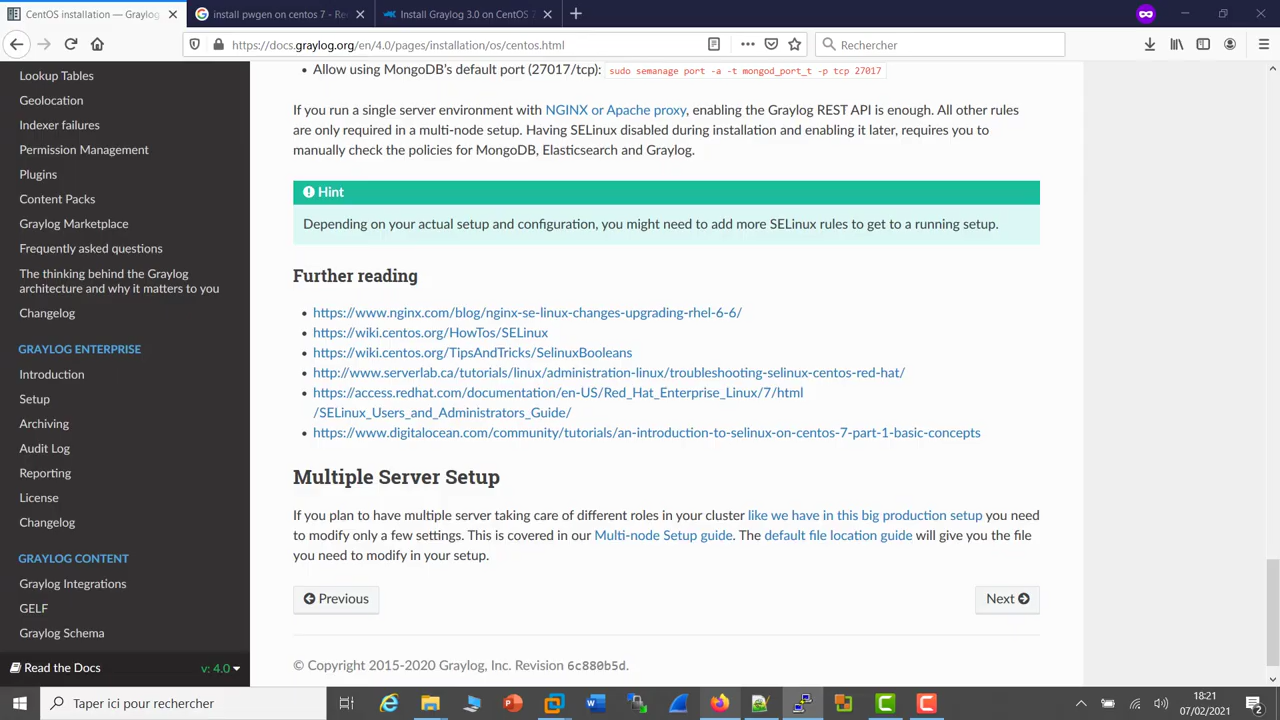 CentOS installation — Graylog
install pwgen on centos 7 - Re
Install Graylog 3.0 on CentOS 7
https://docs.graylog.org/en/4.0/pages/installation/os/centos.html
Rechercher
Lookup Tables
Geolocation
Indexer failures
Permission Management
Plugins
Content Packs
Graylog Marketplace
Frequently asked questions
The thinking behind the Graylog
architecture and why it matters to you
Changelog
GRAYLOG ENTERPRISE
Introduction
Setup
Archiving
Audit Log
Reporting
License
Changelog
GRAYLOG CONTENT
Graylog Integrations
GELF
Graylog Schema
Read the Docs
v: 4.0
• Allow using MongoDB's default port (27017/tcp): sudo semanage port -a -t mongod_port_t -p tcp 27017
If you run a single server environment with NGINX or Apache proxy, enabling the Graylog REST API is enough. All other rules
are only required in a multi-node setup. Having SELinux disabled during installation and enabling it later, requires you to
manually check the policies for MongoDB, Elasticsearch and Graylog.
Hint
Depending on your actual setup and configuration, you might need to add more SELinux rules to get to a running setup.
Further reading
• https://www.nginx.com/blog/nginx-se-linux-changes-upgrading-rhel-6-6/
• https://wiki.centos.org/HowTos/SELinux
• https://wiki.centos.org/TipsAndTricks/SelinuxBooleans
• http://www.serverlab.ca/tutorials/linux/administration-linux/troubleshooting-selinux-centos-red-hat/
• https://access.redhat.com/documentation/en-US/Red_Hat_Enterprise_Linux/7/html
/SELinux_Users_and_Administrators_Guide/
• https://www.digitalocean.com/community/tutorials/an-introduction-to-selinux-on-centos-7-part-1-basic-concepts
Multiple Server Setup
If you plan to have multiple server taking care of different roles in your cluster like we have in this big production setup you need
to modify only a few settings. This is covered in our Multi-node Setup guide. The default file location guide will give you the file
you need to modify in your setup.
Previous
Next
© Copyright 2015-2020 Graylog, Inc. Revision 6c880b5d.
Taper ici pour rechercher
18:21
07/02/2021
2